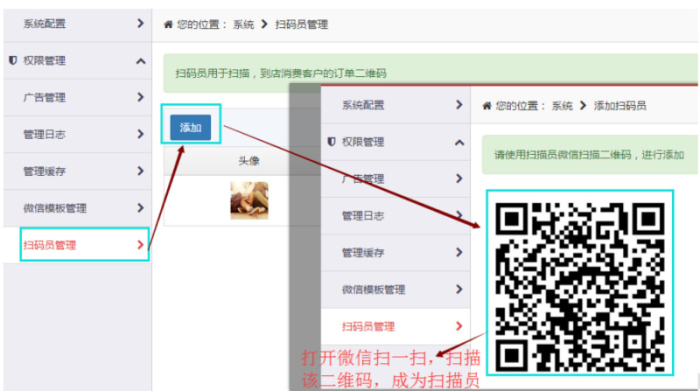 系统配置
权限管理
广告管理
管理日志
管理缓存
微信模板管理
扫码员管理
您的位置： 系统 > 扫码员管理
扫码员用于扫描，到店消费客户的订单二维码
添加
头像
系统配置
权限管理
广告管理
管理日志
管理缓存
微信模板管理
扫码员管理
您的位置： 系统 > 添加扫码员
请使用扫描员微信扫描二维码，进行添加
打开微信扫一扫，扫描
该二维码，成为扫描员